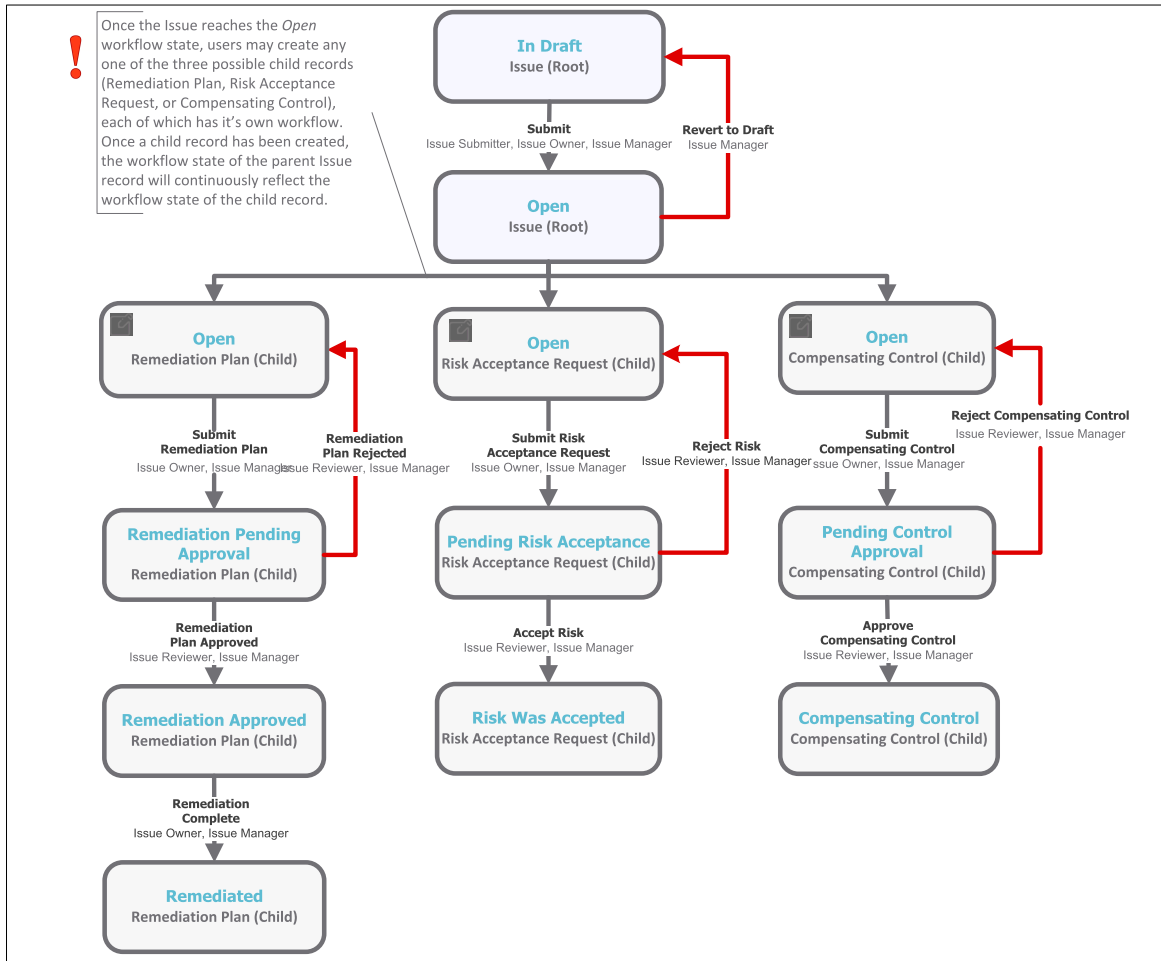 Once the Issue reaches the Open
workflow state, users may create any
one of the three possible child records
(Remediation Plan, Risk Acceptance
Request, or Compensating Control),
each of which has it's own workflow.
Once a child record has been created,
the workflow state of the parent Issue
record will continuously reflect the
workflow state of the child record.
In Draft
Issue (Root)
Submit
Issue Submitter, Issue Owner, Issue Manager
Revert to Draft
Issue Manager
Open
Issue (Root)
Open
Remediation Plan (Child)
Open
Risk Acceptance Request (Child)
Open
Compensating Control (Child)
Submit
Remediation Plan
Issue Owner, Issue Manager
Remediation
Plan Rejected
Issue Reviewer, Issue Manager
Submit Risk
Acceptance Request
Issue Owner, Issue Manager
Reject Risk
Issue Reviewer, Issue Manager
Submit
Compensating Control
ssue Owner, Issue Manager
Reject Compensating Control
Issue Reviewer, Issue Manager
Remediation Pending
Approval
Remediation Plan (Child)
Pending Risk Acceptance
Risk Acceptance Request (Child)
Pending Control
Approval
Compensating Control (Child)
Remediation
Plan Approved
Issue Reviewer, Issue Manager
Accept Risk
Issue Reviewer, Issue Manager
Approve
Compensating Control
Issue Reviewer, Issue Manager
Remediation Approved
Remediation Plan (Child)
Risk Was Accepted
Risk Acceptance Request (Child)
Compensating Control
Compensating Control (Child)
Remediation
Complete
Issue Owner, Issue Manager
Remediated
Remediation Plan (Child)